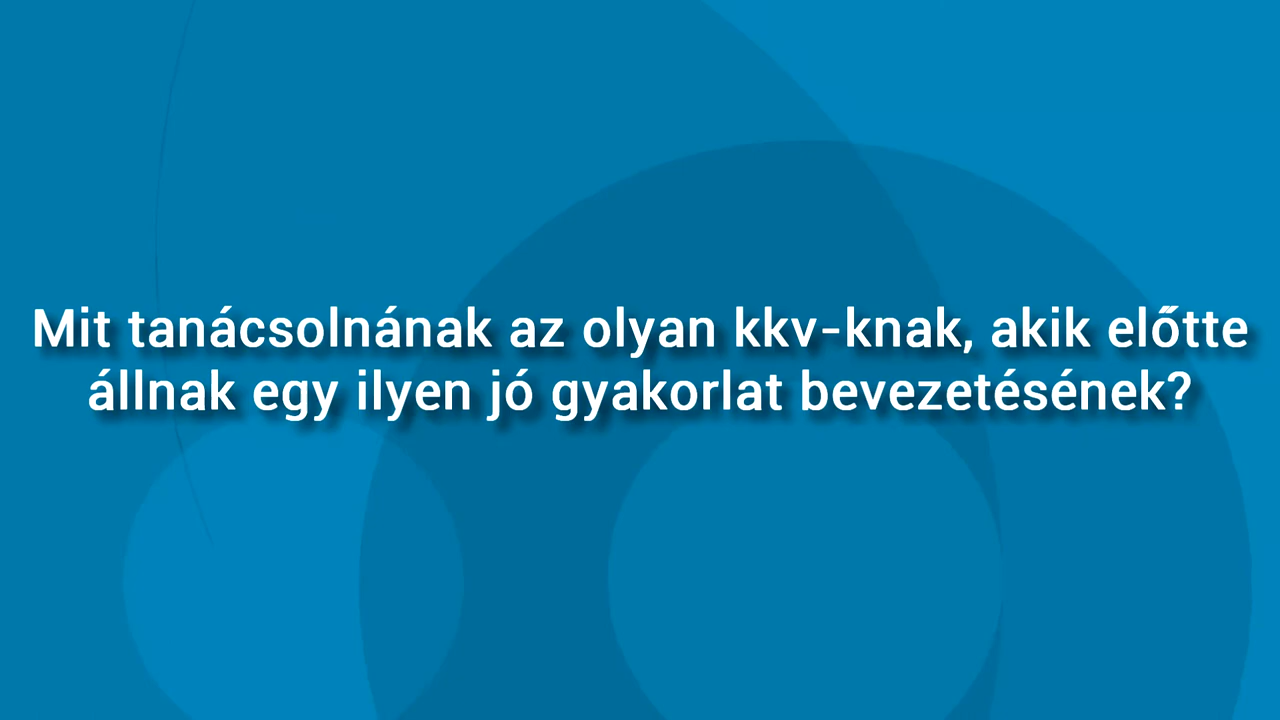 Mit tanácsolnának az olyan kkv-knak, akik előtte
állnak egy ilyen jó gyakorlat bevezetésének?